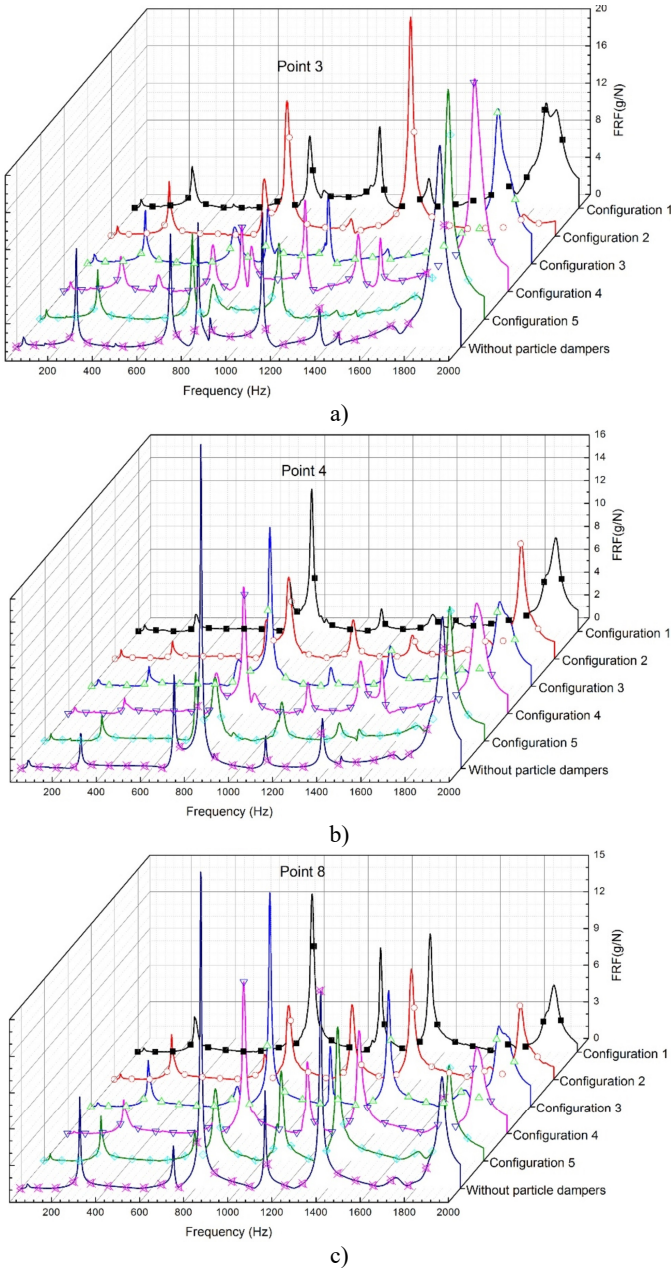 20
16
12
8
4
0
FRF(g/N)
Point 3
Configuration 1
Configuration 2
Configuration 3
Configuration 4
Configuration 5
Without particle dampers
200 400 600 800 1000 1200 1400 1600 1800 2000
Frequency (Hz)
a)
16
14
12
10
8
6
4
2
0
FRF(g/N)
Point 4
Configuration 1
Configuration 2
Configuration 3
Configuration 4
Configuration 5
Without particle dampers
200 400 600 800 1000 1200 1400 1600 1800 2000
Frequency (Hz)
b)
15
12
9
6
3
0
FRF(g/N)
Point 8
Configuration 1
Configuration 2
Configuration 3
Configuration 4
Configuration 5
Without particle dampers
200 400 600 800 1000 1200 1400 1600 1800 2000
Frequency (Hz)
c)